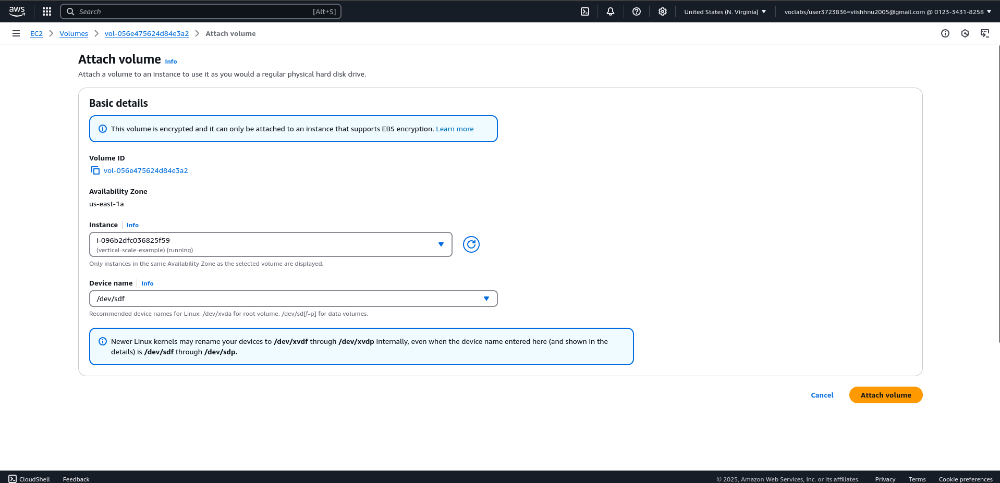 aws
Search [Alt+S]
United States (N. Virginia)
voclabs/user3723836=viishhnu2005@gmail.com @ 0123-3431-8258
EC2 Volumes vol-056e475624d84e3a2 Attach volume
Attach volume Info
Attach a volume to an instance to use it as you would a regular physical hard disk drive.
Basic details
This volume is encrypted and it can only be attached to an instance that supports EBS encryption. Learn more
Volume ID
vol-056e475624d84e3a2
Availability Zone
us-east-1a
Instance Info
i-096b2dfc036825f59
(vertical-scale-example) (running)
Only instances in the same Availability Zone as the selected volume are displayed.
Device name Info
/dev/sdf
Recommended device names for Linux: /dev/xvda for root volume. /dev/sd[f-p] for data volumes.
Newer Linux kernels may rename your devices to /dev/xvdf through /dev/xvdp internally, even when the device name entered here (and shown in the
details) is /dev/sdf through /dev/sdp.
Cancel Attach volume
CloudShell Feedback © 2025, Amazon Web Services, Inc. or its affiliates. Privacy Terms Cookie preferences